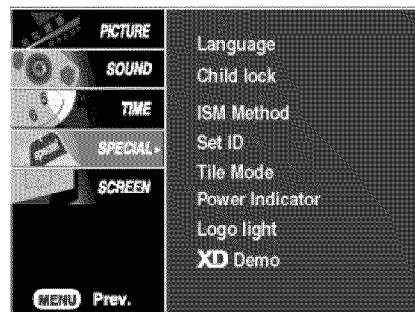 PICTURE
SOUND
TIME
SPECIAL
SCREEN
MENU Prev.
Language
Child lock
ISM Method
Set ID
Tile Mode
Power Indicator
Logo light
XD Demo